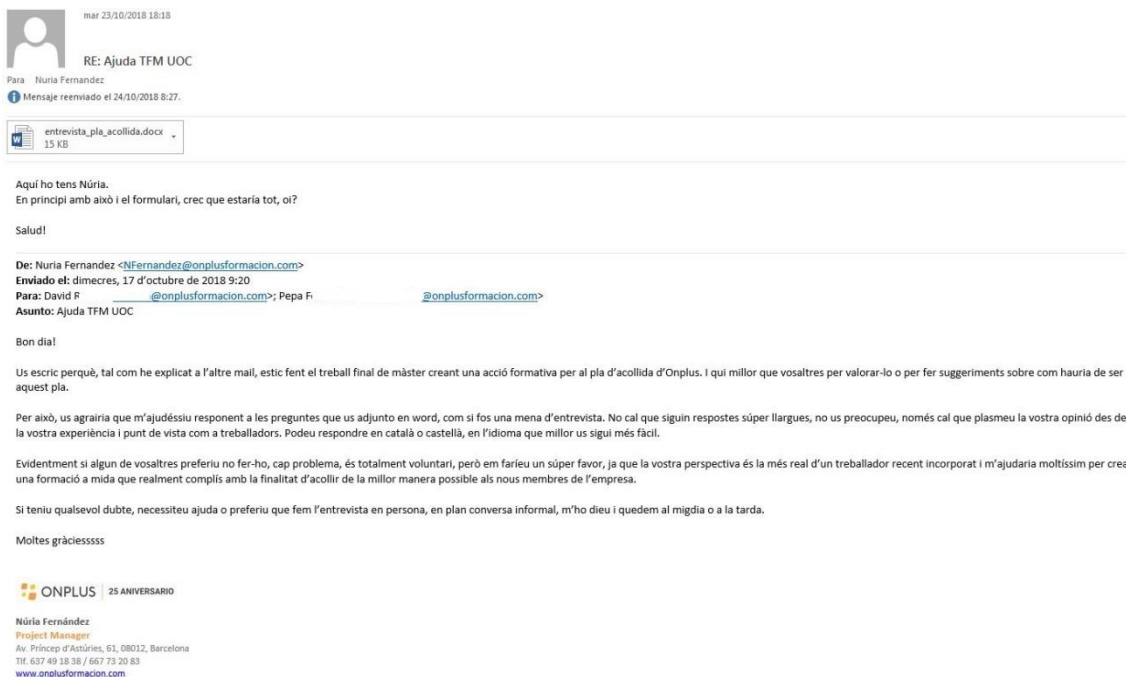 mar 23/10/2018 18:18
RE: Ajuda TFM UOC
Para Nuria Fernandez
Mensaje reenviado el 24/10/2018 8:27.
entrevista_pla_acollida.docx
15 KB
Aquí ho tens Núria.
En principi amb això i el formulari, crec que estaría tot, oi?
Salud!
De: Nuria Fernandez <NFernandez@onplusformacion.com>
Enviado el: dimecres, 17 d'octubre de 2018 9:20
Para: David R @onplusformacion.com>; Pepa F @onplusformacion.com>
Asunto: Ajuda TFM UOC
Bon dia!
Us escric perquè, tal com he explicat a l'altre mail, estic fent el treball final de màster creant una acció formativa per al pla d'acollida d'Onplus. I qui millor que vosaltres per valorar-lo o per fer suggeriments sobre com hauria de ser
aquest pla.
Per això, us agrairia que m'ajudéssiu responent a les preguntes que us adjunto en word, com si fos una mena d'entrevista. No cal que siguin respostes súper llargues, no us preocupeu, només cal que plasmeu la vostra opinió des de
la vostra experiència i punt de vista com a treballadors. Podeu respondre en català o castellà, en l'idioma que millor us sigui més fàcil.
Evidentment si algun de vosaltres preferiu no fer-ho, cap problema, és totalment voluntari, però em faríeu un súper favor, ja que la vostra perspectiva és la més real d'un treballador recent incorporat i m'ajudaria moltíssim per crea
una formació a mida que realment complís amb la finalitat d'acollir de la millor manera possible als nous membres de l'empresa.
Si teniu qualsevol dubte, necessiteu ajuda o preferiu que fem l'entrevista en persona, en plan conversa informal, m'ho dieu i quedem al migdia o a la tarda.
Moltes gràciesssss
ONPLUS | 25 ANIVERSARIO
Núria Fernández
Project Manager
Av. Príncep d'Astúries, 61, 08012, Barcelona
Tlf. 637 49 18 38 / 667 73 20 83
www.onplusformacion.com